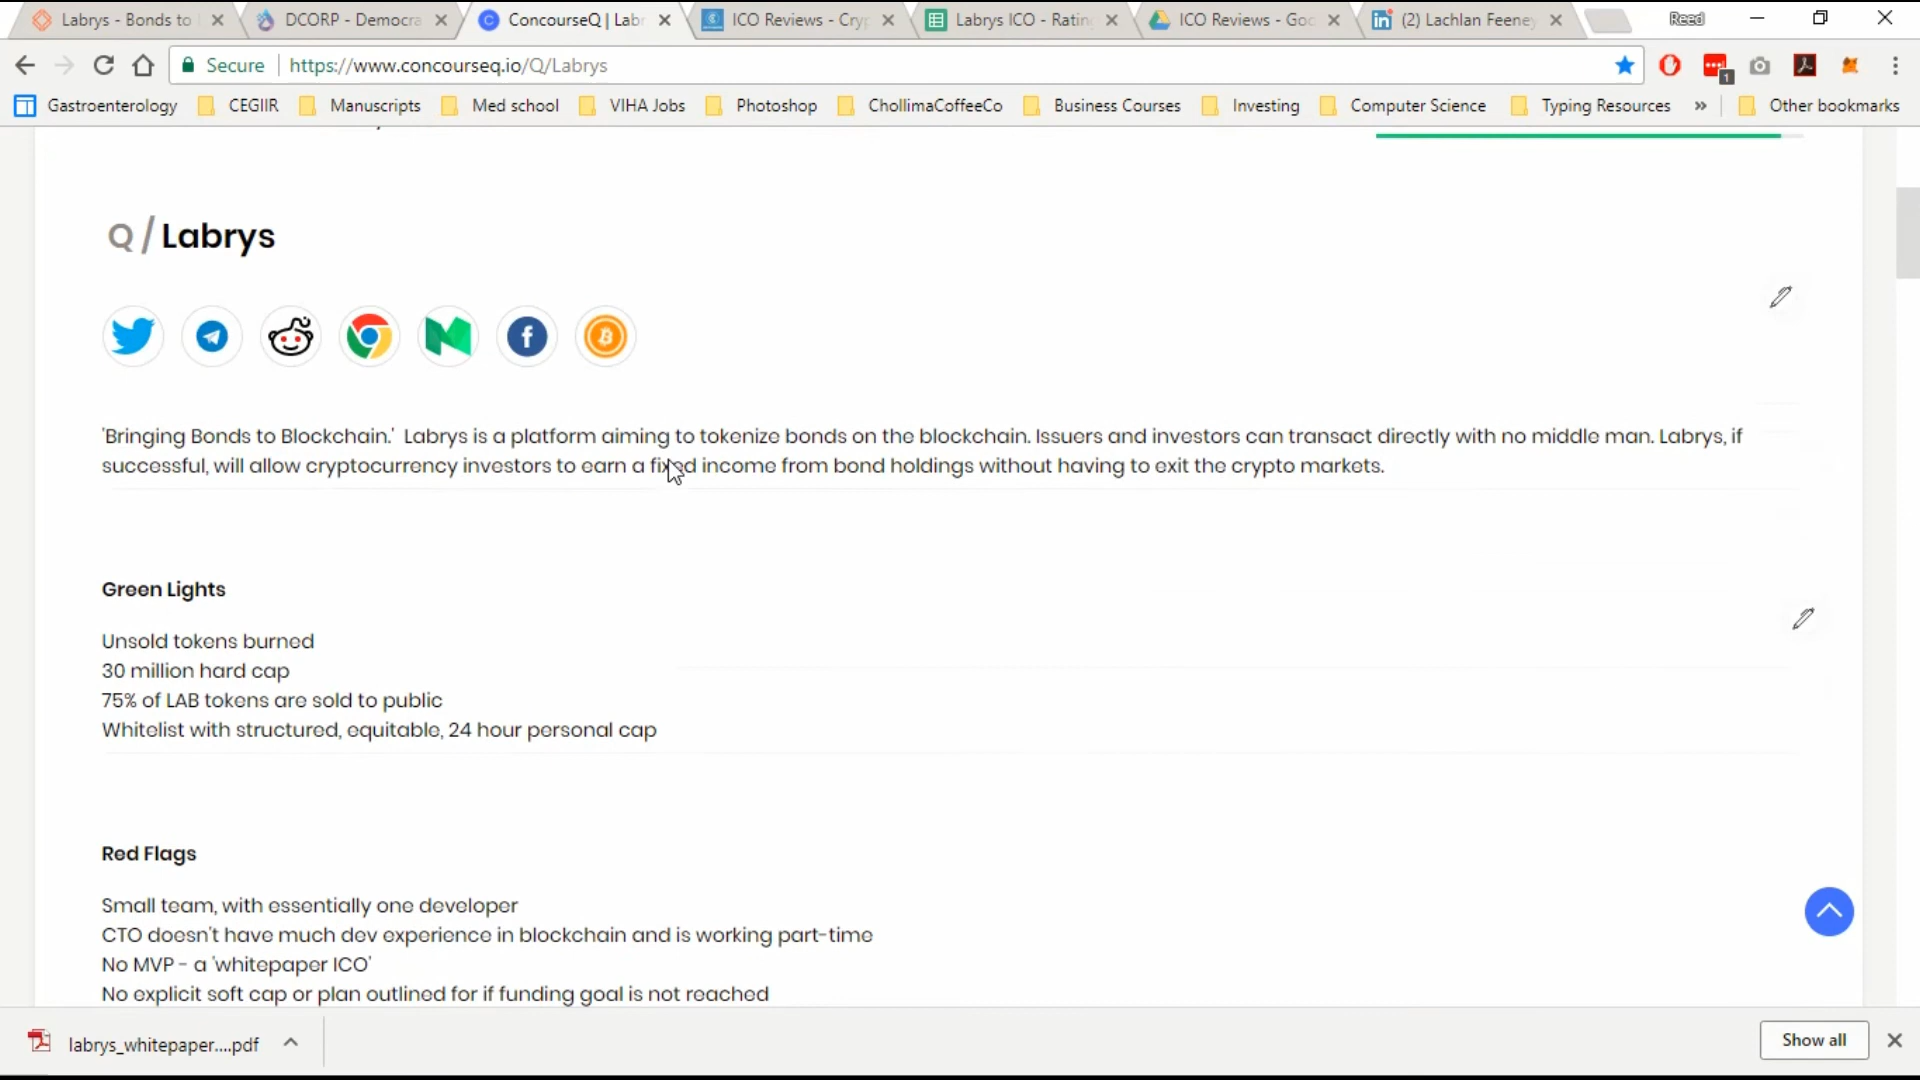 Labrys - Bonds to
DCORP - Democra
ConcourseQ | Labr
ICO Reviews - Cryp
Labrys ICO - Ratin
ICO Reviews - Goo
(2) Lachlan Feeney
Reed
Secure
https://www.concourseq.io/Q/Labrys
1
Gastroenterology
CEGIIR
Manuscripts
Med school
VIHA Jobs
Photoshop
ChollimaCoffeeCo
Business Courses
Investing
Computer Science
Typing Resources
»
Other bookmarks
Q / Labrys
'Bringing Bonds to Blockchain.' Labrys is a platform aiming to tokenize bonds on the blockchain. Issuers and investors can transact directly with no middle man. Labrys, if
successful, will allow cryptocurrency investors to earn a fixed income from bond holdings without having to exit the crypto markets.
Green Lights
Unsold tokens burned
30 million hard cap
75% of LAB tokens are sold to public
Whitelist with structured, equitable, 24 hour personal cap
Red Flags
Small team, with essentially one developer
CTO doesn't have much dev experience in blockchain and is working part-time
No MVP - a 'whitepaper ICO'
No explicit soft cap or plan outlined for if funding goal is not reached
labrys_whitepaper....pdf
Show all